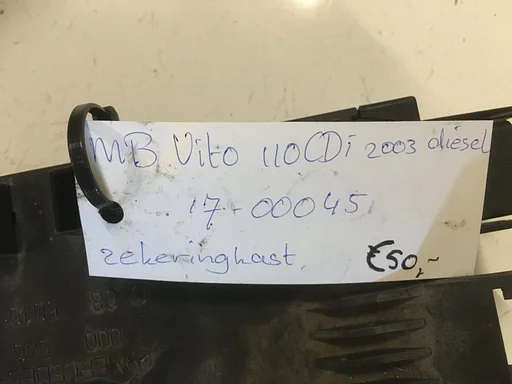 MB Vito 110CDi 2003 diesel
17-00045
zekeringkast. €50,-